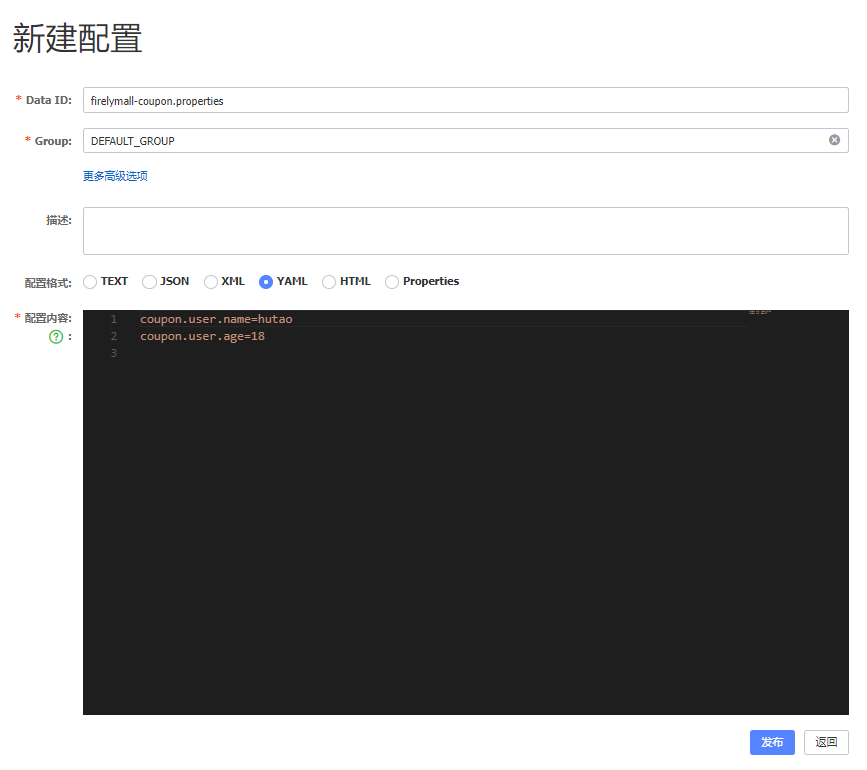 新建配置
* Data ID: firelymall-coupon.properties
* Group: DEFAULT_GROUP
更多高级选项
描述:
配置格式: TEXT JSON XML YAML HTML Properties
* 配置内容:
? :
1 coupon.user.name=hutao
2 coupon.user.age=18
3
发布 返回